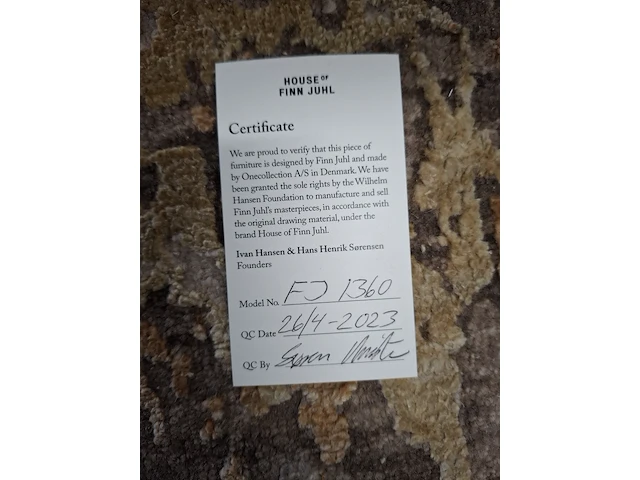 HOUSE OF
FINN JUHL
Certificate
We are proud to verify that this piece of
furniture is designed by Finn Juhl and made
by Onecollection A/S in Denmark. We have
been granted the sole rights by the Wilhelm
Hansen Foundation to manufacture and sell
Finn Juhl's masterpieces, in accordance with
the original drawing material, under the
brand House of Finn Juhl.
Ivan Hansen & Hans Henrik Sørensen
Founders
Model No. FJ 1360
QC Date 26/4-2023
QC By Søren